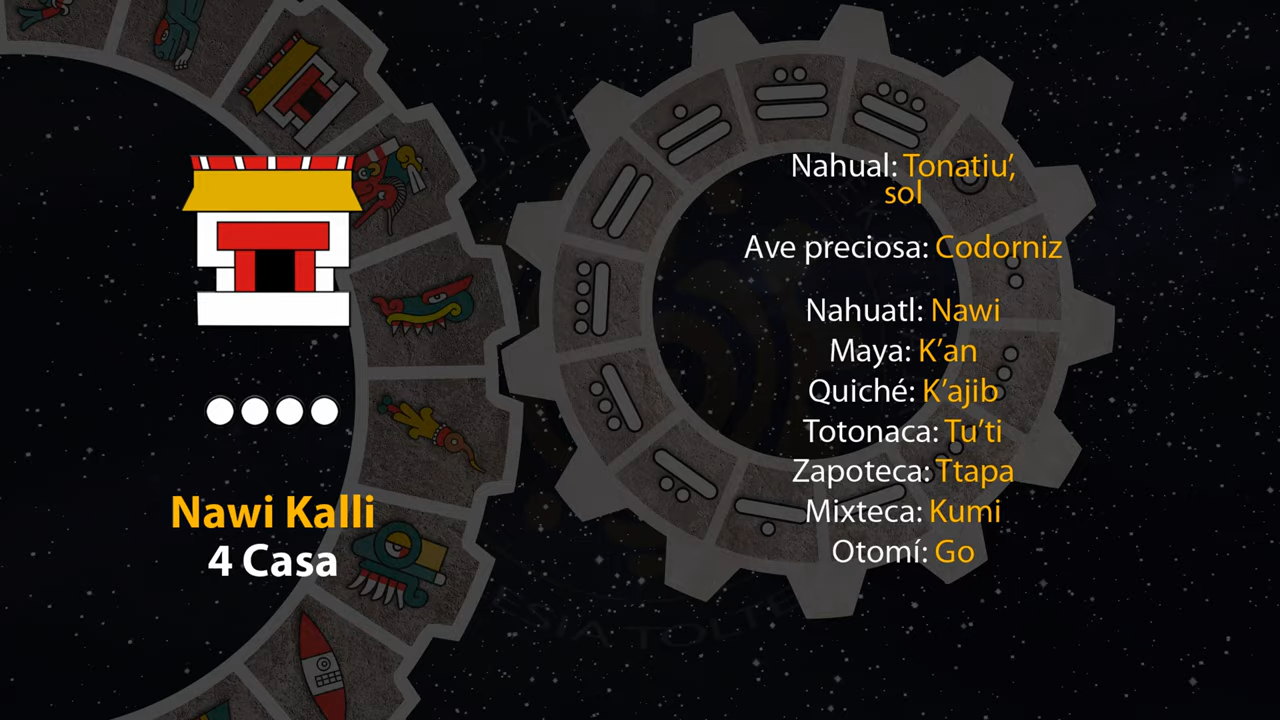 Nawi Kalli
4 Casa
Nahual: Tonatiu’,
sol
Ave preciosa: Codorniz
Nahuatl: Nawi
Maya: K’an
Quiché: K’ajib
Totonaca: Tu’ti
Zapoteca: Ttapa
Mixteca: Kumi
Otomí: Go